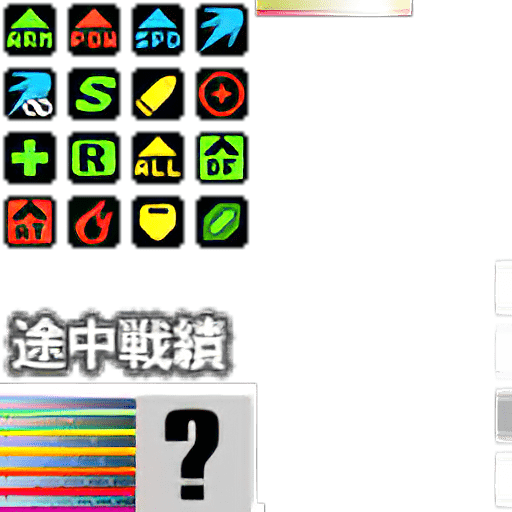 ARM POW SPD
S
R ALL DF
AT
途中戦績
?